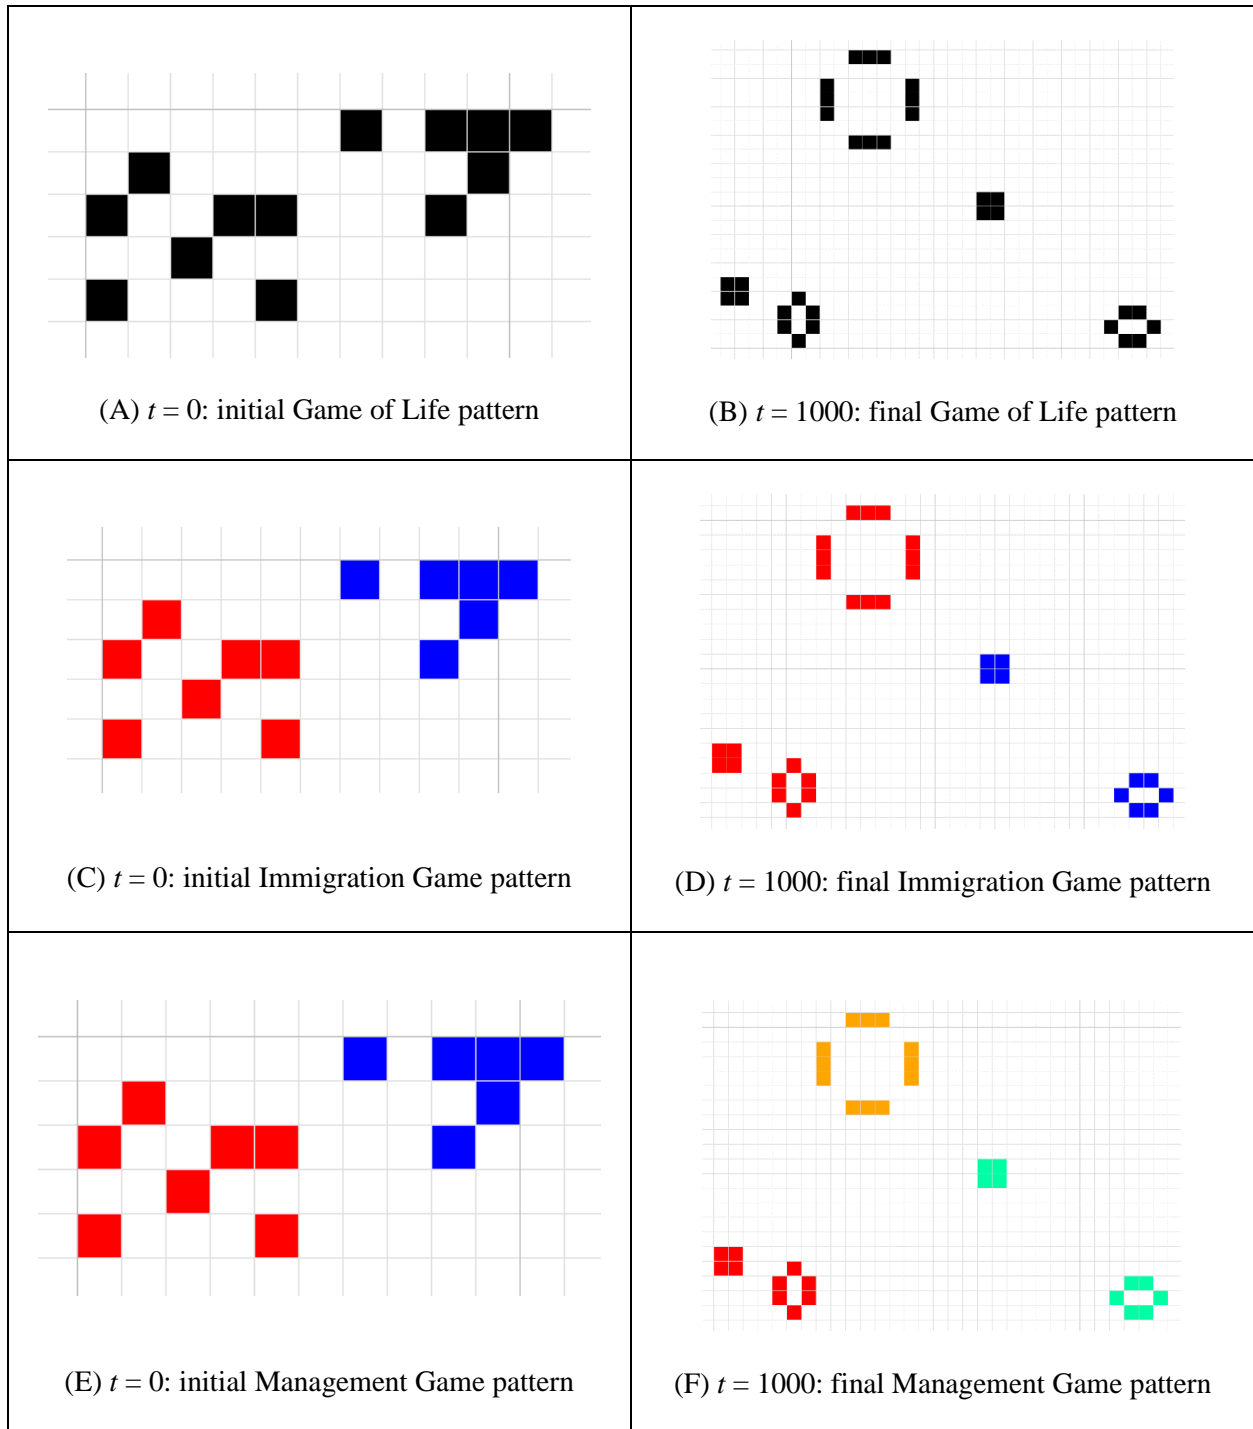 (A) t = 0: initial Game of Life pattern
(B) t = 1000: final Game of Life pattern
(C) t = 0: initial Immigration Game pattern
(D) t = 1000: final Immigration Game pattern
(E) t = 0: initial Management Game pattern
(F) t = 1000: final Management Game pattern